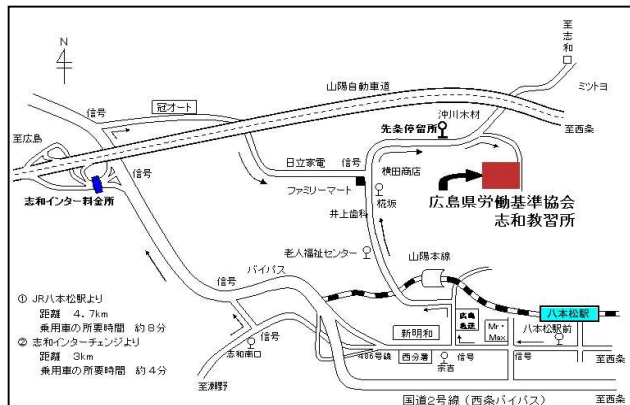 N
至志和
ミツトヨ
山陽自動車道
信号
冠オート
至広島
沖川木材
先条停留所
至西条
信号
日立家電
信号
横田商店
志和インター料金所
ファミリーマート
椛坂
広島県労働基準協会
志和教習所
井上歯科
老人福祉センター
山陽本線
信号
バイパス
① JR八本松駅より
距離 4.7km
乗用車の所要時間 約8分
② 志和インターチェンジより
距離 3km
乗用車の所要時間 約4分
八本松駅
新明和
広島急送
Mr・Max
八本松駅前
信号
志和南口
486号線
西分署
信号
信号
宗吉
至西条
至瀬野
至西条
国道2号線（西条バイパス）